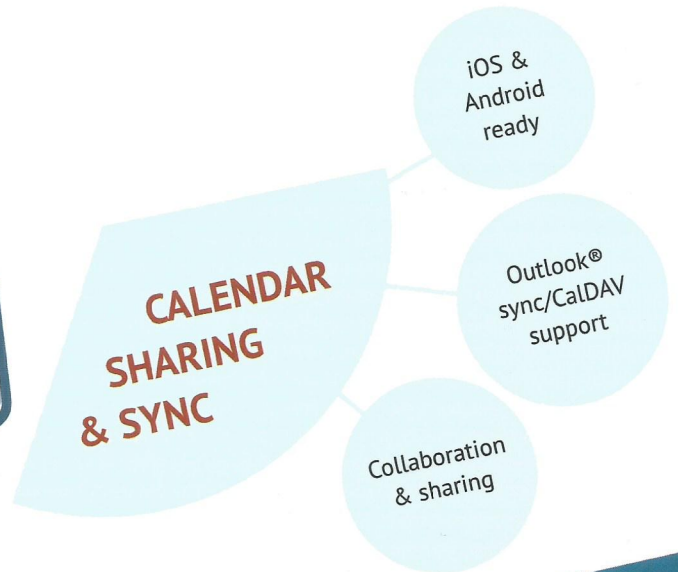 iOS &
Android
ready
Outlook®
sync/CalDAV
support
CALENDAR
SHARING
& SYNC
Collaboration
& sharing